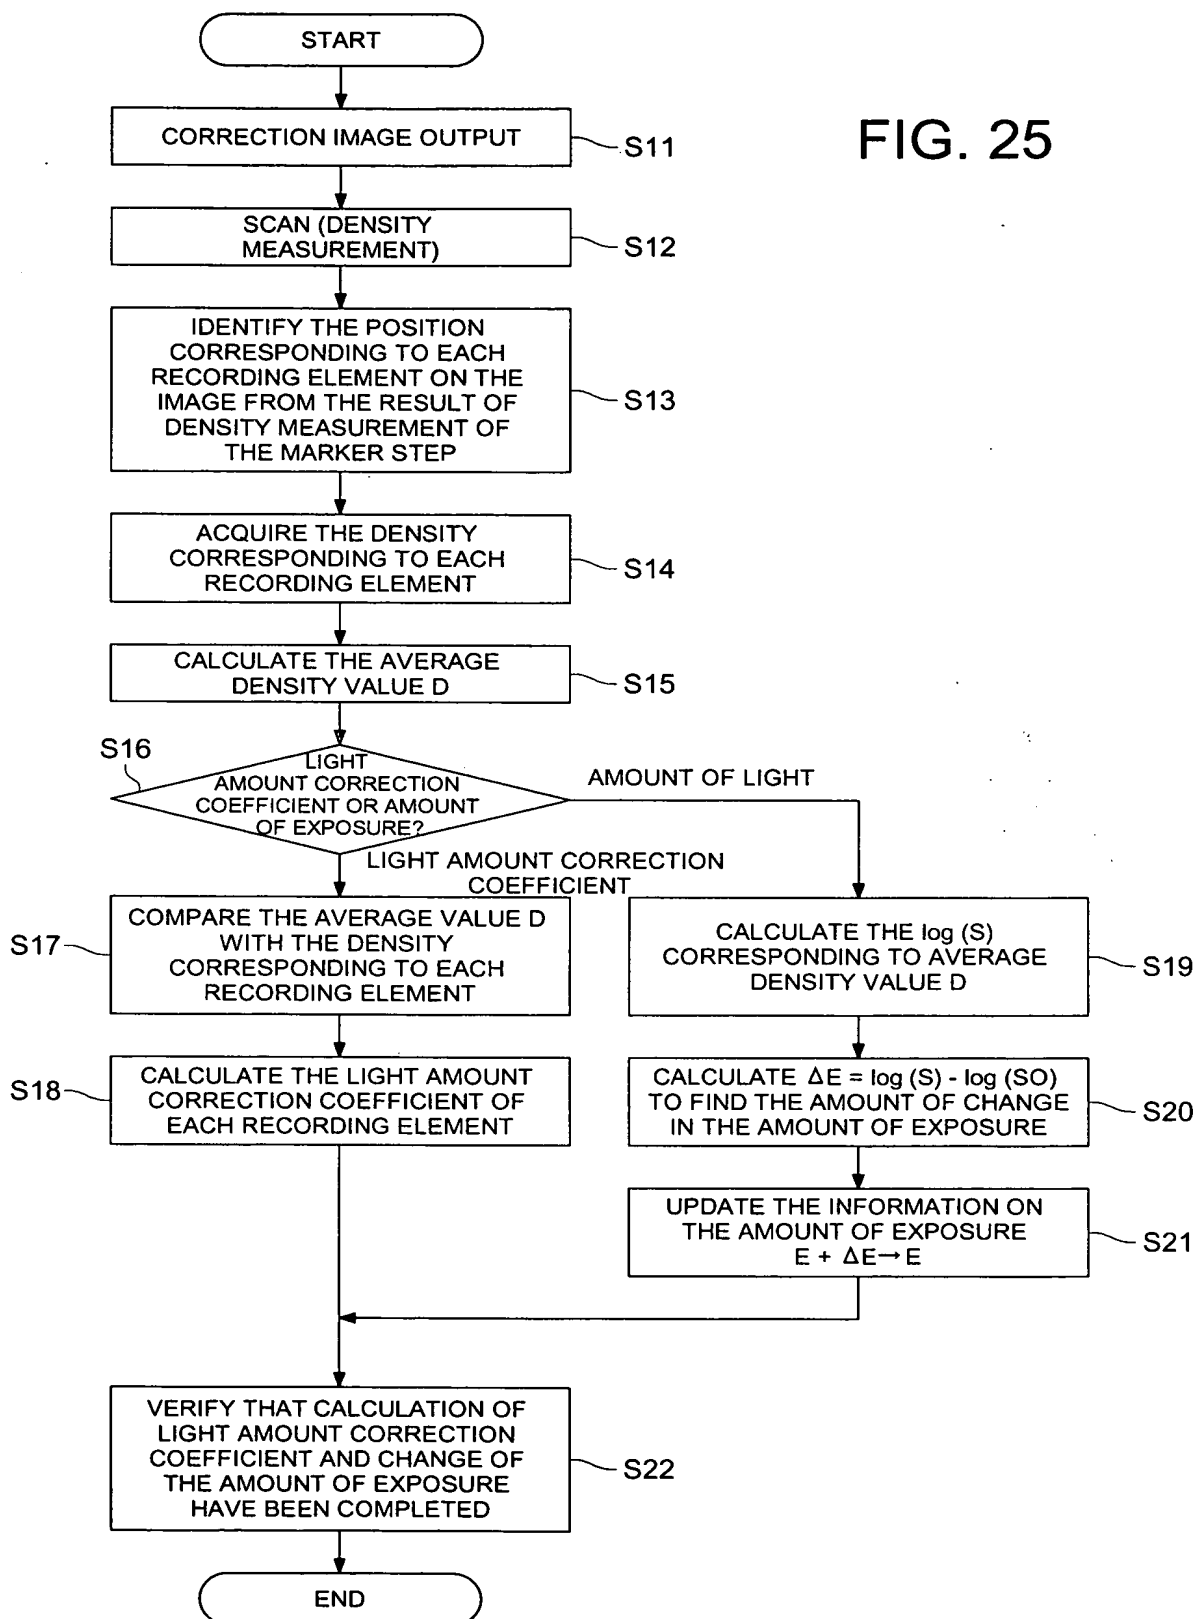 START
FIG. 25
CORRECTION IMAGE OUTPUT
S11
SCAN (DENSITY
MEASUREMENT)
S12
IDENTIFY THE POSITION
CORRESPONDING TO EACH
RECORDING ELEMENT ON THE
IMAGE FROM THE RESULT OF
DENSITY MEASUREMENT OF
THE MARKER STEP
S13
ACQUIRE THE DENSITY
CORRESPONDING TO EACH
RECORDING ELEMENT
S14
CALCULATE THE AVERAGE
DENSITY VALUE D
S15
S16
LIGHT
AMOUNT CORRECTION
COEFFICIENT OR AMOUNT
OF EXPOSURE?
AMOUNT OF LIGHT
LIGHT AMOUNT CORRECTION
COEFFICIENT
S17
COMPARE THE AVERAGE VALUE D
WITH THE DENSITY
CORRESPONDING TO EACH
RECORDING ELEMENT
S18
CALCULATE THE LIGHT AMOUNT
CORRECTION COEFFICIENT OF
EACH RECORDING ELEMENT
CALCULATE THE log (S)
CORRESPONDING TO AVERAGE
DENSITY VALUE D
S19
CALCULATE ΔE = log (S) - log (SO)
TO FIND THE AMOUNT OF CHANGE
IN THE AMOUNT OF EXPOSURE
S20
UPDATE THE INFORMATION ON
THE AMOUNT OF EXPOSURE
E + ΔE→E
S21
VERIFY THAT CALCULATION OF
LIGHT AMOUNT CORRECTION
COEFFICIENT AND CHANGE OF
THE AMOUNT OF EXPOSURE
HAVE BEEN COMPLETED
S22
END